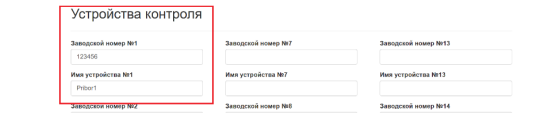 Устройства контроля
Заводской номер №1 Заводской номер №7 Заводской номер №13
123456
Имя устройства №1 Имя устройства №7 Имя устройства №13
Pribor1
Заводской номер №2 Заводской номер №8 Заводской номер №14